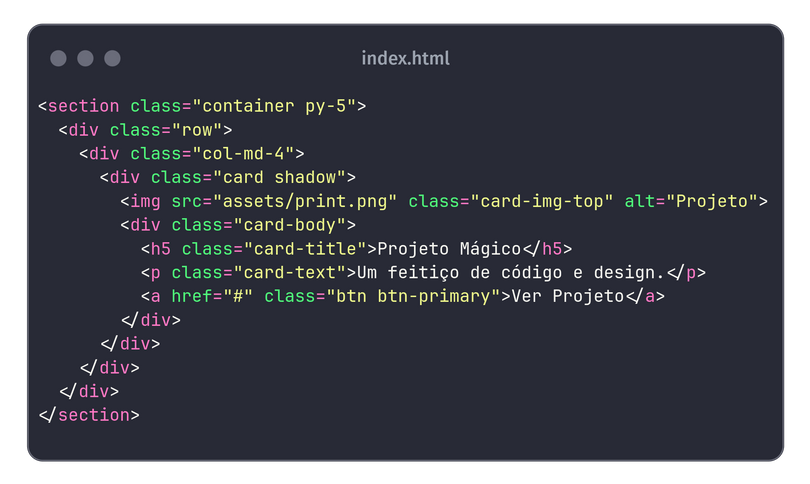 index.html
<section class="container py-5">
  <div class="row">
    <div class="col-md-4">
      <div class="card shadow">
        <img src="assets/print.png" class="card-img-top" alt="Projeto">
        <div class="card-body">
          <h5 class="card-title">Projeto Mágico</h5>
          <p class="card-text">Um feitiço de código e design.</p>
          <a href="#" class="btn btn-primary">Ver Projeto</a>
        </div>
      </div>
    </div>
  </div>
</section>